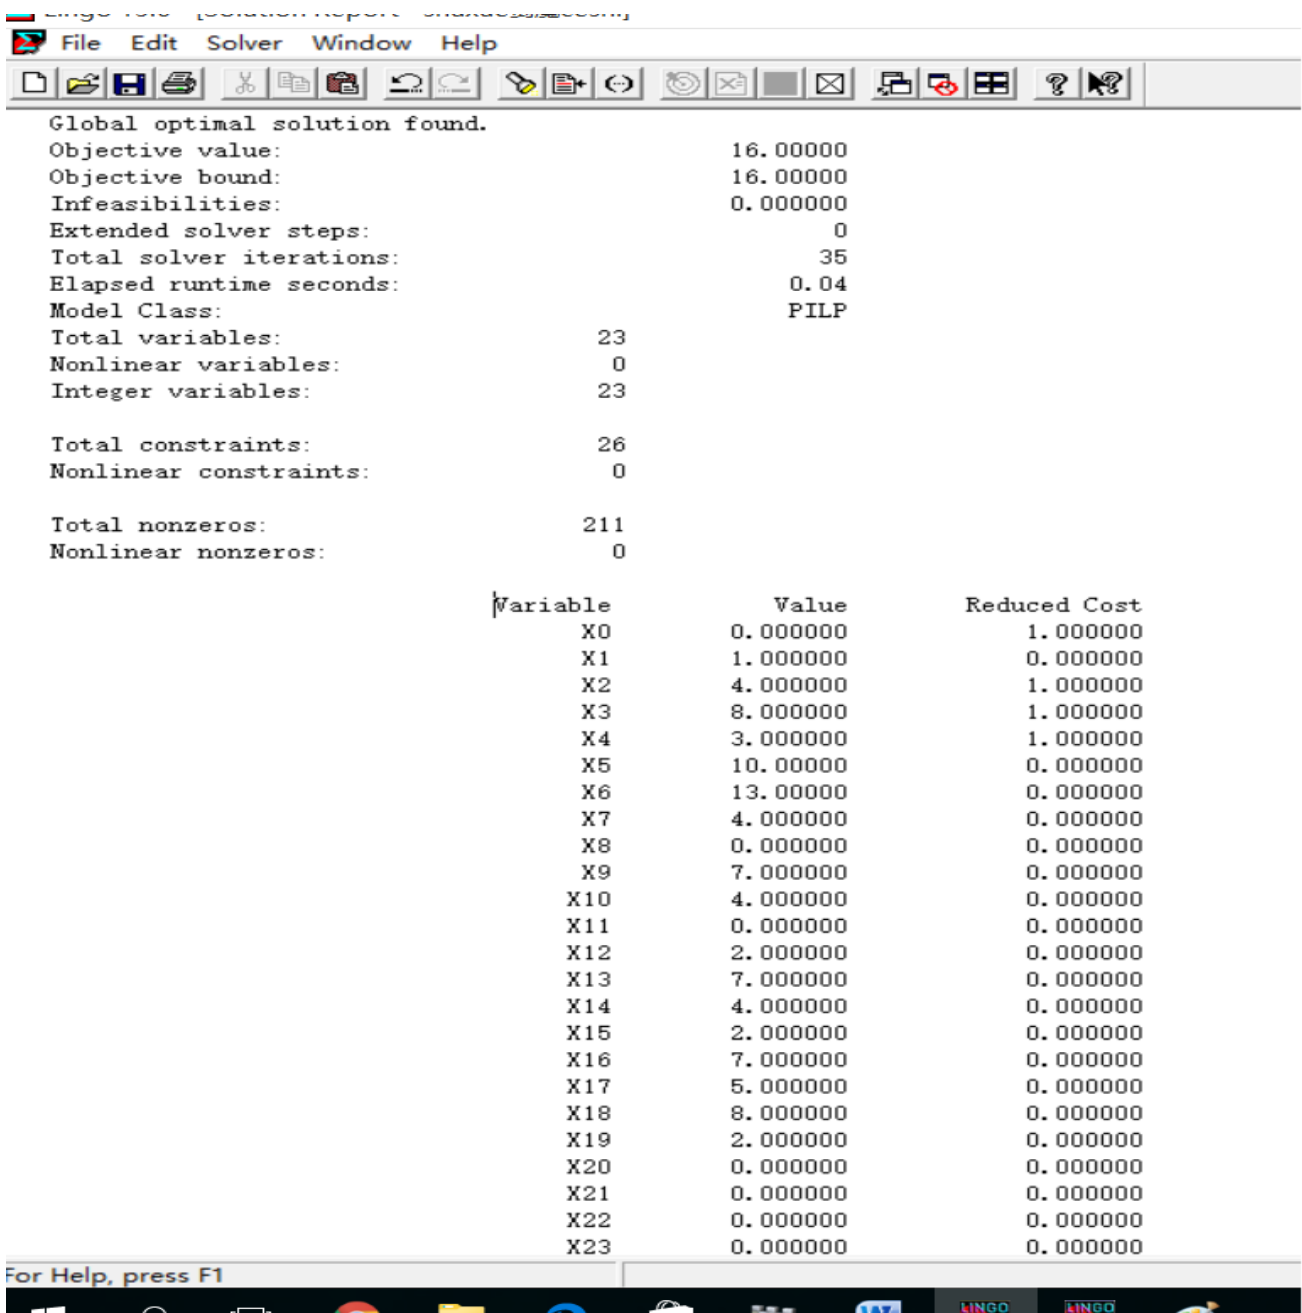 File Edit Solver Window Help
Global optimal solution found.
Objective value: 16.00000
Objective bound: 16.00000
Infeasibilities: 0.000000
Extended solver steps: 0
Total solver iterations: 35
Elapsed runtime seconds: 0.04
Model Class: PILP
Total variables: 23
Nonlinear variables: 0
Integer variables: 23
Total constraints: 26
Nonlinear constraints: 0
Total nonzeros: 211
Nonlinear nonzeros: 0
Variable Value Reduced Cost
X0 0.000000 1.000000
X1 1.000000 0.000000
X2 4.000000 1.000000
X3 8.000000 1.000000
X4 3.000000 1.000000
X5 10.00000 0.000000
X6 13.00000 0.000000
X7 4.000000 0.000000
X8 0.000000 0.000000
X9 7.000000 0.000000
X10 4.000000 0.000000
X11 0.000000 0.000000
X12 2.000000 0.000000
X13 7.000000 0.000000
X14 4.000000 0.000000
X15 2.000000 0.000000
X16 7.000000 0.000000
X17 5.000000 0.000000
X18 8.000000 0.000000
X19 2.000000 0.000000
X20 0.000000 0.000000
X21 0.000000 0.000000
X22 0.000000 0.000000
X23 0.000000 0.000000
For Help, press F1
LINGO LINGO